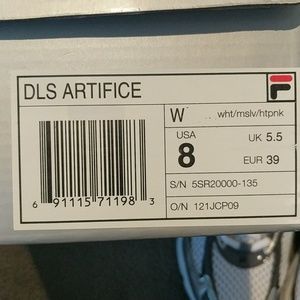 DLS ARTIFICE
W wht/mslv/htpnk
USA UK 5.5
8 EUR 39
S/N 5SR20000-135
O/N 121JCP09
6 91115 71198 3